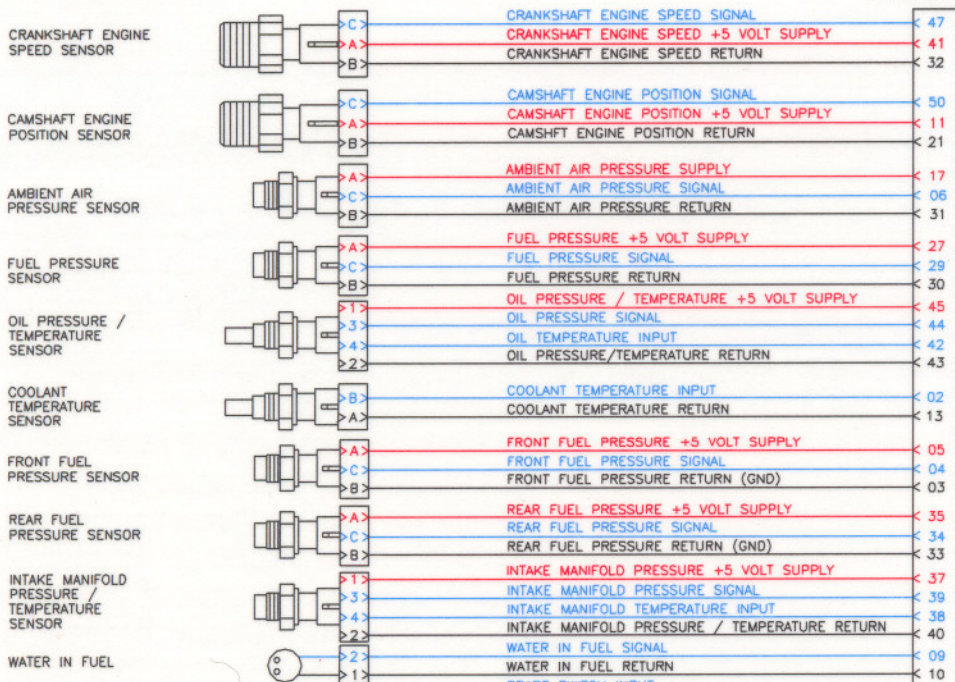 CRANKSHAFT ENGINE
SPEED SENSOR
C CRANKSHAFT ENGINE SPEED SIGNAL 47
A CRANKSHAFT ENGINE SPEED +5 VOLT SUPPLY 41
B CRANKSHAFT ENGINE SPEED RETURN 32
CAMSHAFT ENGINE
POSITION SENSOR
C CAMSHAFT ENGINE POSITION SIGNAL 50
A CAMSHAFT ENGINE POSITION +5 VOLT SUPPLY 11
B CAMSHFT ENGINE POSITION RETURN 21
AMBIENT AIR
PRESSURE SENSOR
A AMBIENT AIR PRESSURE SUPPLY 17
C AMBIENT AIR PRESSURE SIGNAL 06
B AMBIENT AIR PRESSURE RETURN 31
FUEL PRESSURE
SENSOR
A FUEL PRESSURE +5 VOLT SUPPLY 27
C FUEL PRESSURE SIGNAL 29
B FUEL PRESSURE RETURN 30
OIL PRESSURE /
TEMPERATURE
SENSOR
1 OIL PRESSURE / TEMPERATURE +5 VOLT SUPPLY 45
3 OIL PRESSURE SIGNAL 44
4 OIL TEMPERATURE INPUT 42
2 OIL PRESSURE/TEMPERATURE RETURN 43
COOLANT
TEMPERATURE
SENSOR
B COOLANT TEMPERATURE INPUT 02
A COOLANT TEMPERATURE RETURN 13
FRONT FUEL
PRESSURE SENSOR
A FRONT FUEL PRESSURE +5 VOLT SUPPLY 05
C FRONT FUEL PRESSURE SIGNAL 04
B FRONT FUEL PRESSURE RETURN (GND) 03
REAR FUEL
PRESSURE SENSOR
A REAR FUEL PRESSURE +5 VOLT SUPPLY 35
C REAR FUEL PRESSURE SIGNAL 34
B REAR FUEL PRESSURE RETURN (GND) 33
INTAKE MANIFOLD
PRESSURE /
TEMPERATURE
SENSOR
1 INTAKE MANIFOLD PRESSURE +5 VOLT SUPPLY 37
3 INTAKE MANIFOLD PRESSURE SIGNAL 39
4 INTAKE MANIFOLD TEMPERATURE INPUT 38
2 INTAKE MANIFOLD PRESSURE / TEMPERATURE RETURN 40
WATER IN FUEL
2 WATER IN FUEL SIGNAL 09
1 WATER IN FUEL RETURN 10